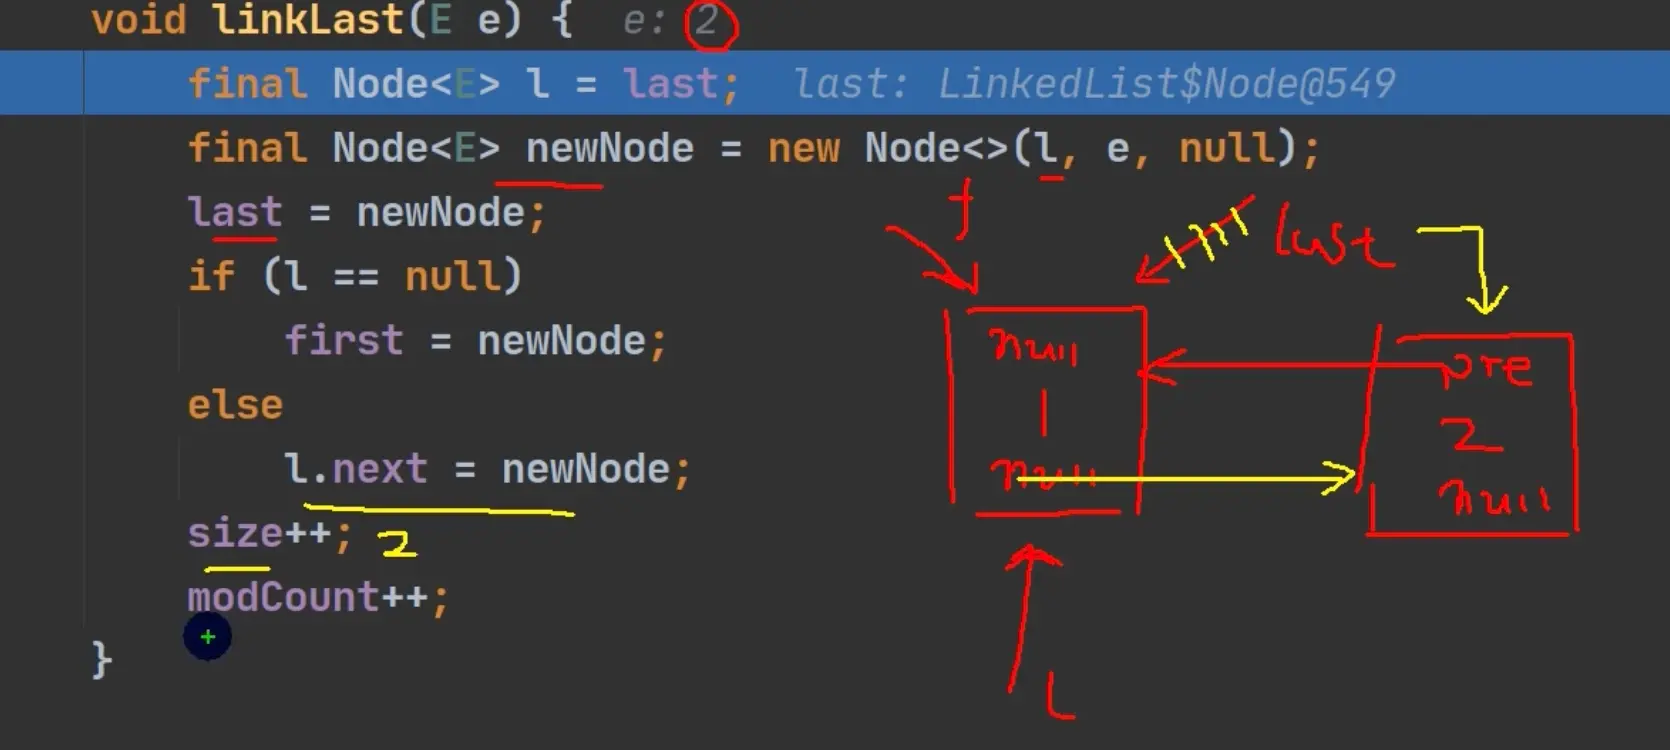 void linkLast(E e) {  e: 2
final Node<E> l = last;  last: LinkedList$Node@549
final Node<E> newNode = new Node<>(l, e, null);
last = newNode;
if (l == null)
first = newNode;
else
l.next = newNode;
size++; 2
modCount++;
}
f
last
null
1
null
pre
2
null
L